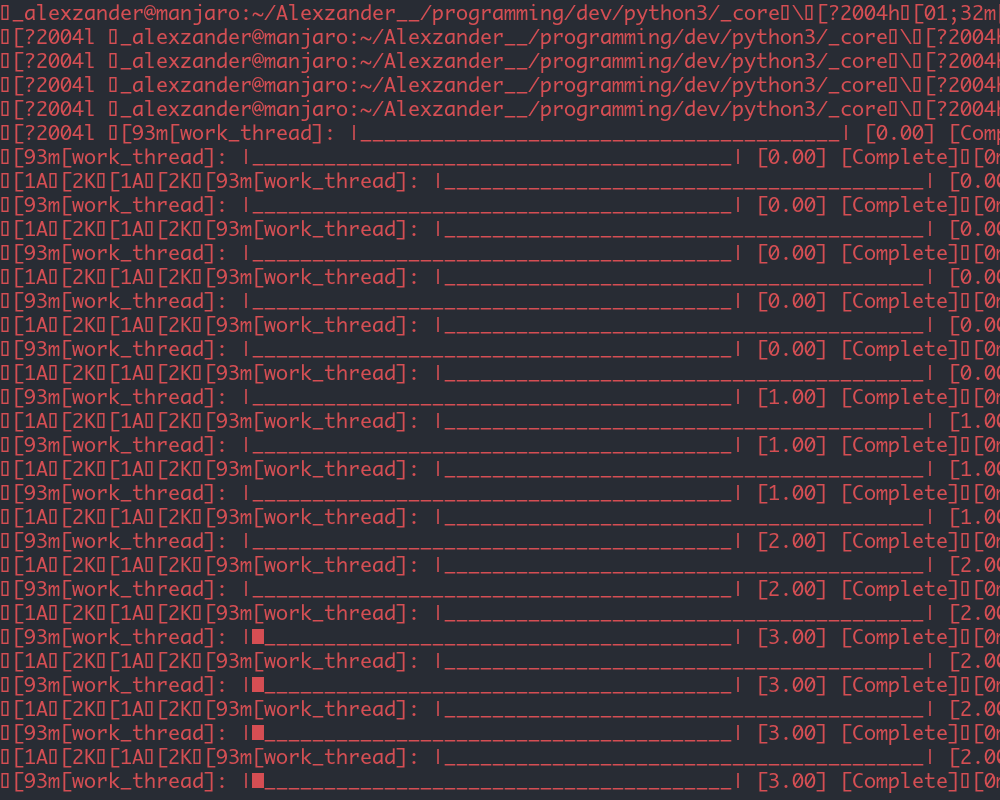 ▯_alexzander@manjaro:~/Alexzander__/programming/dev/python3/_core▯\▯[?2004h▯[01;32m
▯[?2004l ▯_alexzander@manjaro:~/Alexzander__/programming/dev/python3/_core▯\▯[?2004h
▯[?2004l ▯_alexzander@manjaro:~/Alexzander__/programming/dev/python3/_core▯\▯[?2004h
▯[?2004l ▯_alexzander@manjaro:~/Alexzander__/programming/dev/python3/_core▯\▯[?2004h
▯[?2004l ▯_alexzander@manjaro:~/Alexzander__/programming/dev/python3/_core▯\▯[?2004h
▯[?2004l ▯[93m[work_thread]: |________________________________________| [0.00] [Comp
▯[93m[work_thread]: |________________________________________| [0.00] [Complete]▯[0m
▯[1A▯[2K▯[1A▯[2K▯[93m[work_thread]: |________________________________________| [0.00
▯[93m[work_thread]: |________________________________________| [0.00] [Complete]▯[0m
▯[1A▯[2K▯[1A▯[2K▯[93m[work_thread]: |________________________________________| [0.00
▯[93m[work_thread]: |________________________________________| [0.00] [Complete]▯[0m
▯[1A▯[2K▯[1A▯[2K▯[93m[work_thread]: |________________________________________| [0.00
▯[93m[work_thread]: |________________________________________| [0.00] [Complete]▯[0m
▯[1A▯[2K▯[1A▯[2K▯[93m[work_thread]: |________________________________________| [0.00
▯[93m[work_thread]: |________________________________________| [0.00] [Complete]▯[0m
▯[1A▯[2K▯[1A▯[2K▯[93m[work_thread]: |________________________________________| [0.00
▯[93m[work_thread]: |________________________________________| [1.00] [Complete]▯[0m
▯[1A▯[2K▯[1A▯[2K▯[93m[work_thread]: |________________________________________| [1.00
▯[93m[work_thread]: |________________________________________| [1.00] [Complete]▯[0m
▯[1A▯[2K▯[1A▯[2K▯[93m[work_thread]: |________________________________________| [1.00
▯[93m[work_thread]: |________________________________________| [1.00] [Complete]▯[0m
▯[1A▯[2K▯[1A▯[2K▯[93m[work_thread]: |________________________________________| [1.00
▯[93m[work_thread]: |________________________________________| [2.00] [Complete]▯[0m
▯[1A▯[2K▯[1A▯[2K▯[93m[work_thread]: |________________________________________| [2.00
▯[93m[work_thread]: |________________________________________| [2.00] [Complete]▯[0m
▯[1A▯[2K▯[1A▯[2K▯[93m[work_thread]: |________________________________________| [2.00
▯[93m[work_thread]: |■_______________________________________| [3.00] [Complete]▯[0m
▯[1A▯[2K▯[1A▯[2K▯[93m[work_thread]: |________________________________________| [2.00
▯[93m[work_thread]: |■_______________________________________| [3.00] [Complete]▯[0m
▯[1A▯[2K▯[1A▯[2K▯[93m[work_thread]: |________________________________________| [2.00
▯[93m[work_thread]: |■_______________________________________| [3.00] [Complete]▯[0m
▯[1A▯[2K▯[1A▯[2K▯[93m[work_thread]: |________________________________________| [2.00
▯[93m[work_thread]: |■_______________________________________| [3.00] [Complete]▯[0m